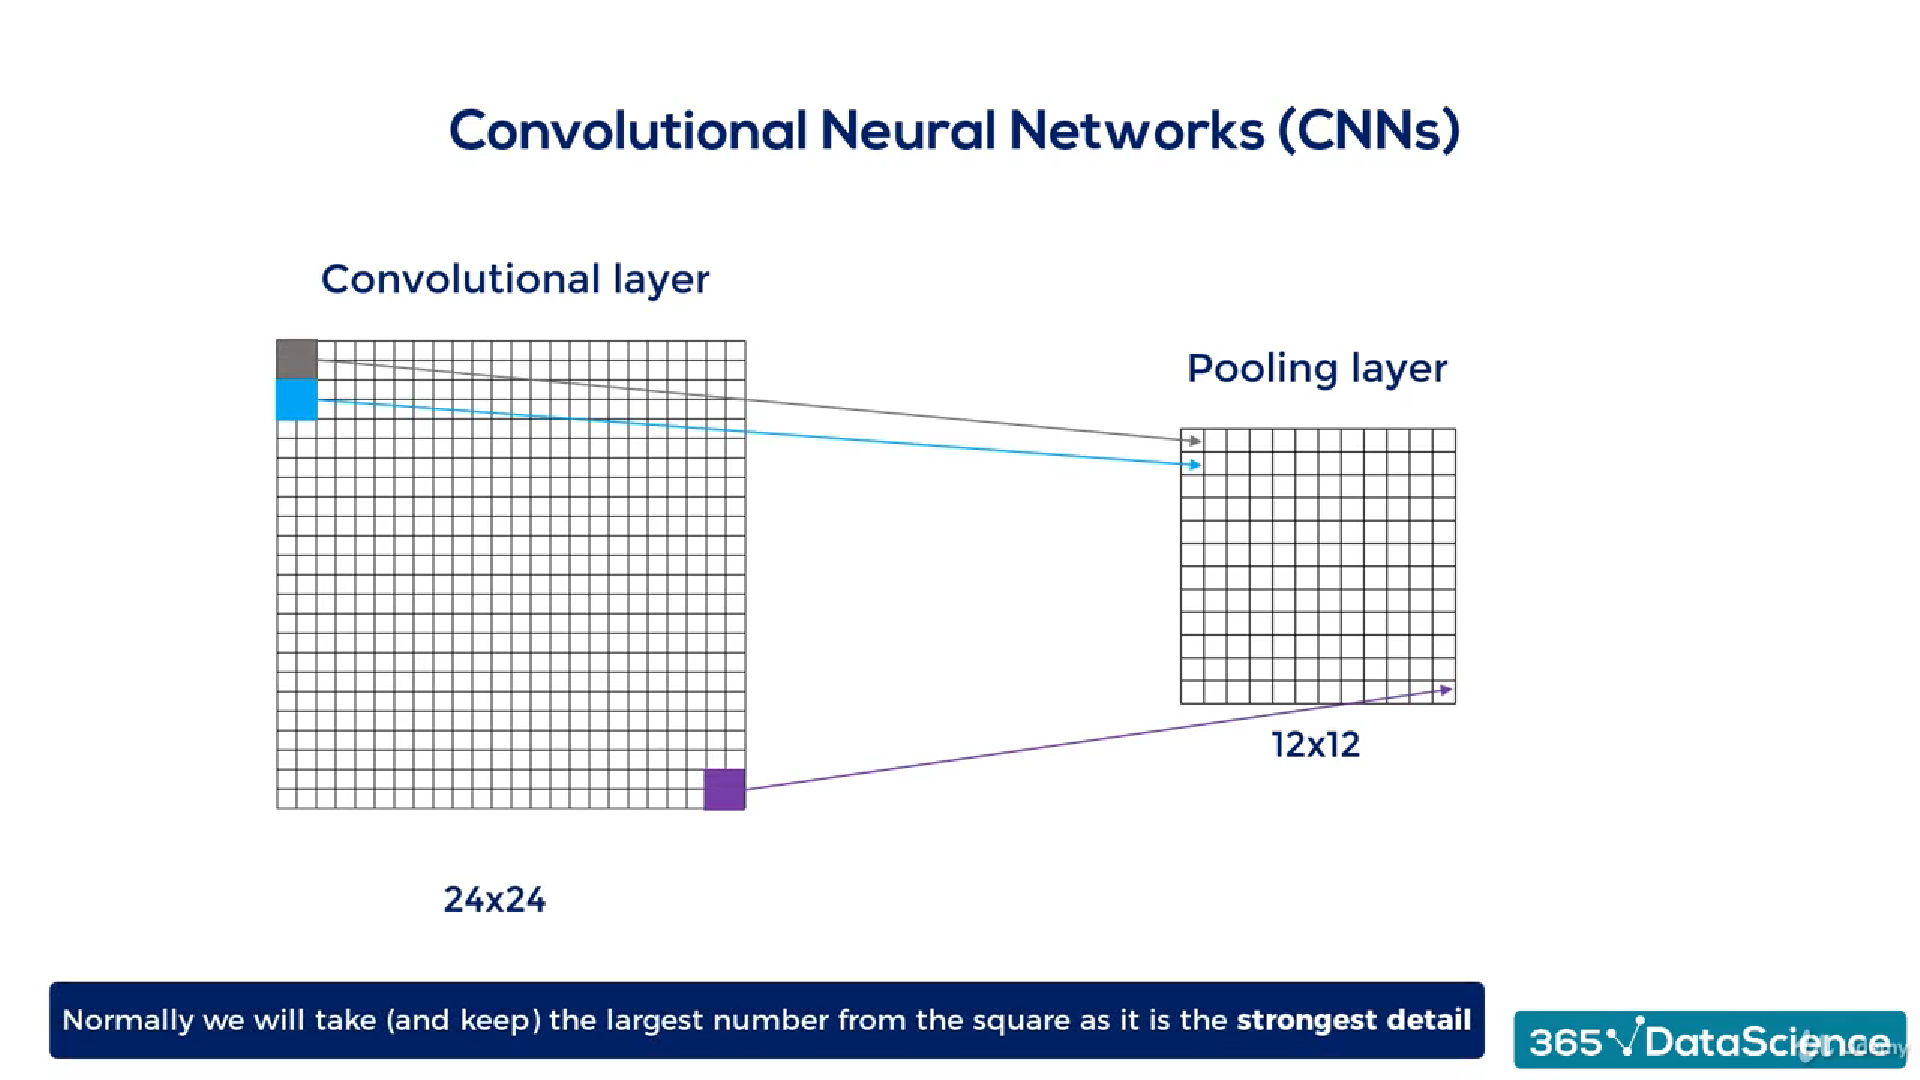 Convolutional Neural Networks (CNNs)
Convolutional layer
Pooling layer
12x12
24x24
Normally we will take (and keep) the largest number from the square as it is the strongest detail
365 DataScience
Udemy